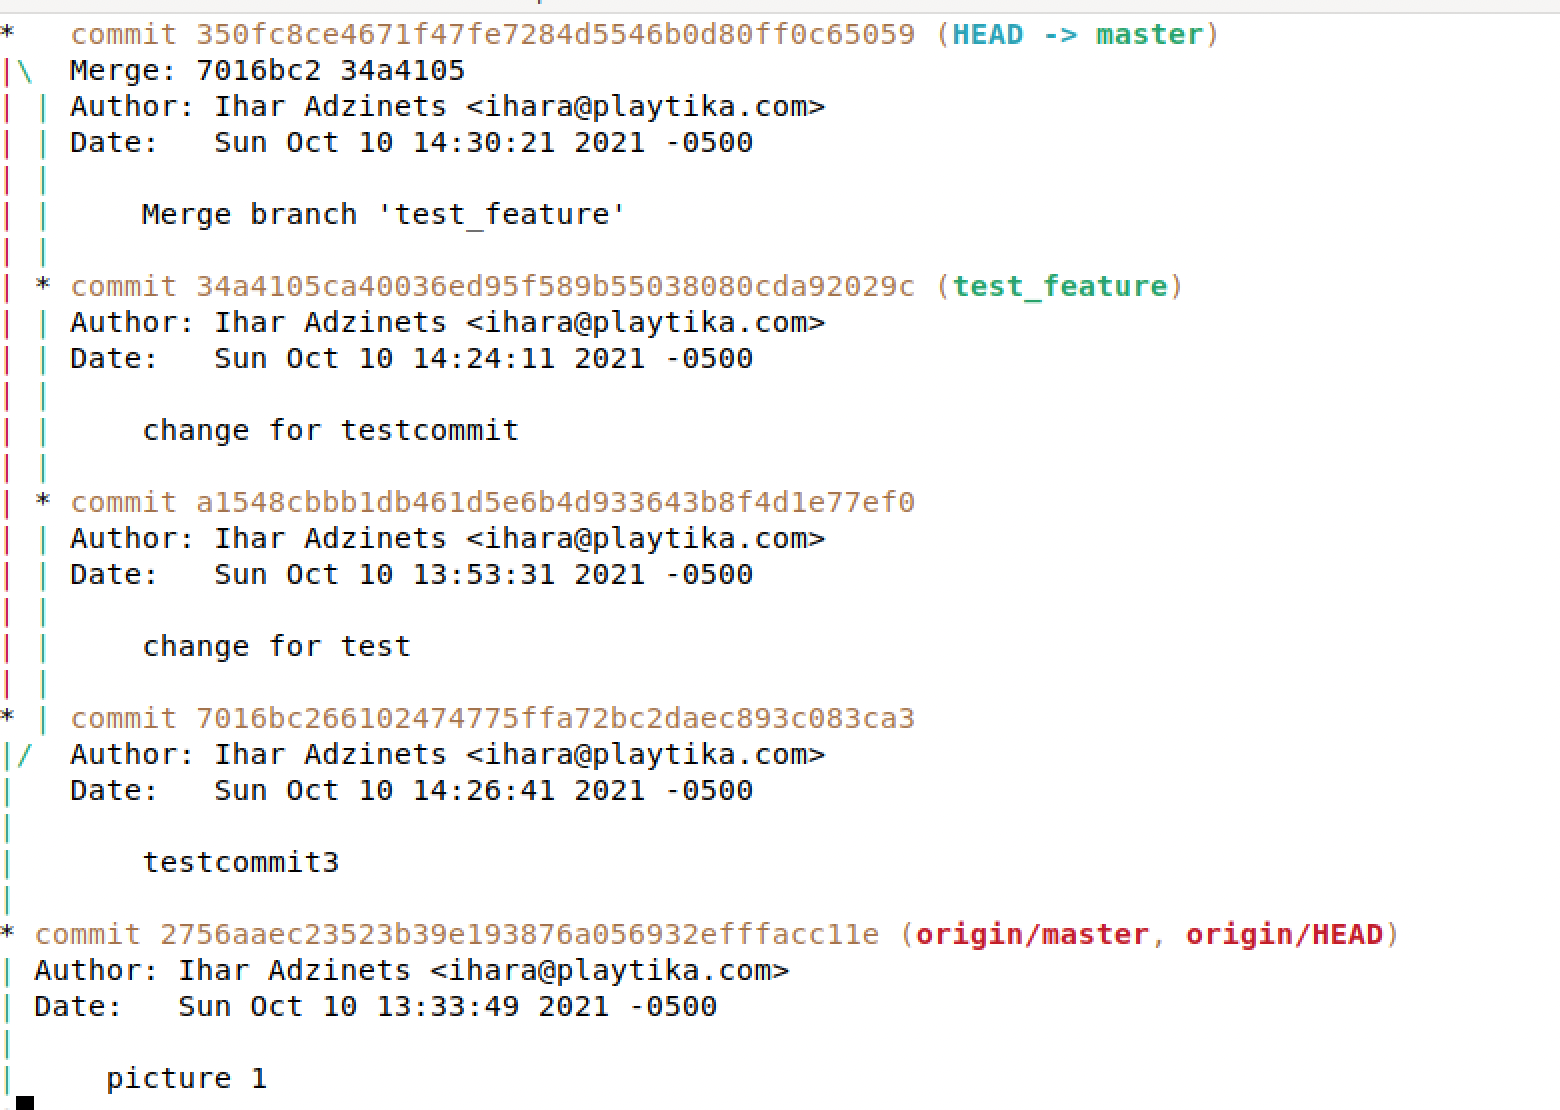 *   commit 350fc8ce4671f47fe7284d5546b0d80ff0c65059 (HEAD -> master)
|\  Merge: 7016bc2 34a4105
| | Author: Ihar Adzinets <ihara@playtika.com>
| | Date:   Sun Oct 10 14:30:21 2021 -0500
| |
| |     Merge branch 'test_feature'
| |
| * commit 34a4105ca40036ed95f589b55038080cda92029c (test_feature)
| | Author: Ihar Adzinets <ihara@playtika.com>
| | Date:   Sun Oct 10 14:24:11 2021 -0500
| |
| |     change for testcommit
| |
| * commit a1548cbbb1db461d5e6b4d933643b8f4d1e77ef0
| | Author: Ihar Adzinets <ihara@playtika.com>
| | Date:   Sun Oct 10 13:53:31 2021 -0500
| |
| |     change for test
| |
* | commit 7016bc266102474775ffa72bc2daec893c083ca3
|/  Author: Ihar Adzinets <ihara@playtika.com>
|   Date:   Sun Oct 10 14:26:41 2021 -0500
|
|       testcommit3
|
* commit 2756aaec23523b39e193876a056932efffacc11e (origin/master, origin/HEAD)
| Author: Ihar Adzinets <ihara@playtika.com>
| Date:   Sun Oct 10 13:33:49 2021 -0500
|
|     picture 1